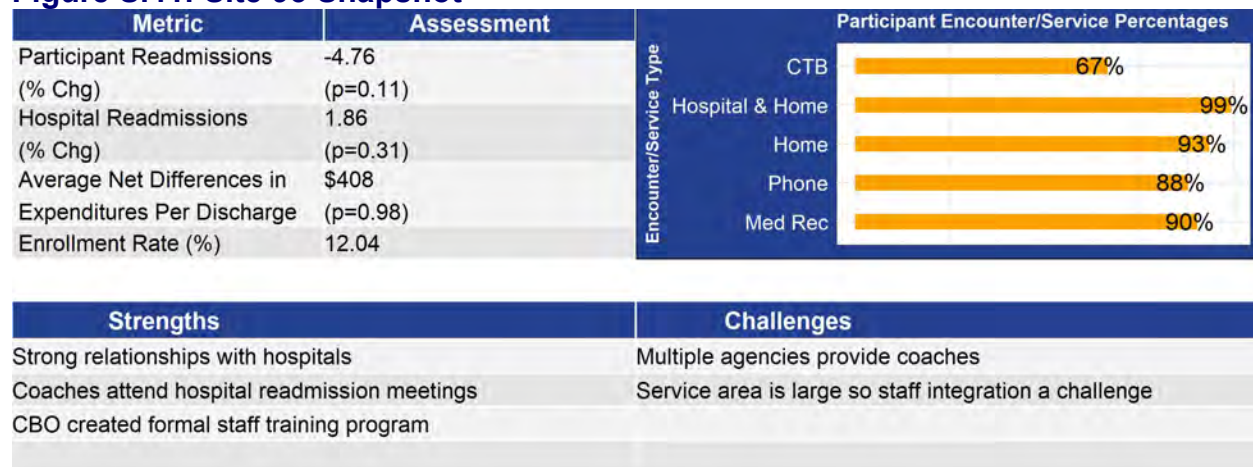 Metric Assessment
Participant Readmissions -4.76
(% Chg) (p=0.11)
Hospital Readmissions 1.86
(% Chg) (p=0.31)
Average Net Differences in $408
Expenditures Per Discharge (p=0.98)
Enrollment Rate (%) 12.04
Participant Encounter/Service Percentages
Encounter/Service Type
CTB 67%
Hospital & Home 99%
Home 93%
Phone 88%
Med Rec 90%
Strengths Challenges
Strong relationships with hospitals Multiple agencies provide coaches
Coaches attend hospital readmission meetings Service area is large so staff integration a challenge
CBO created formal staff training program